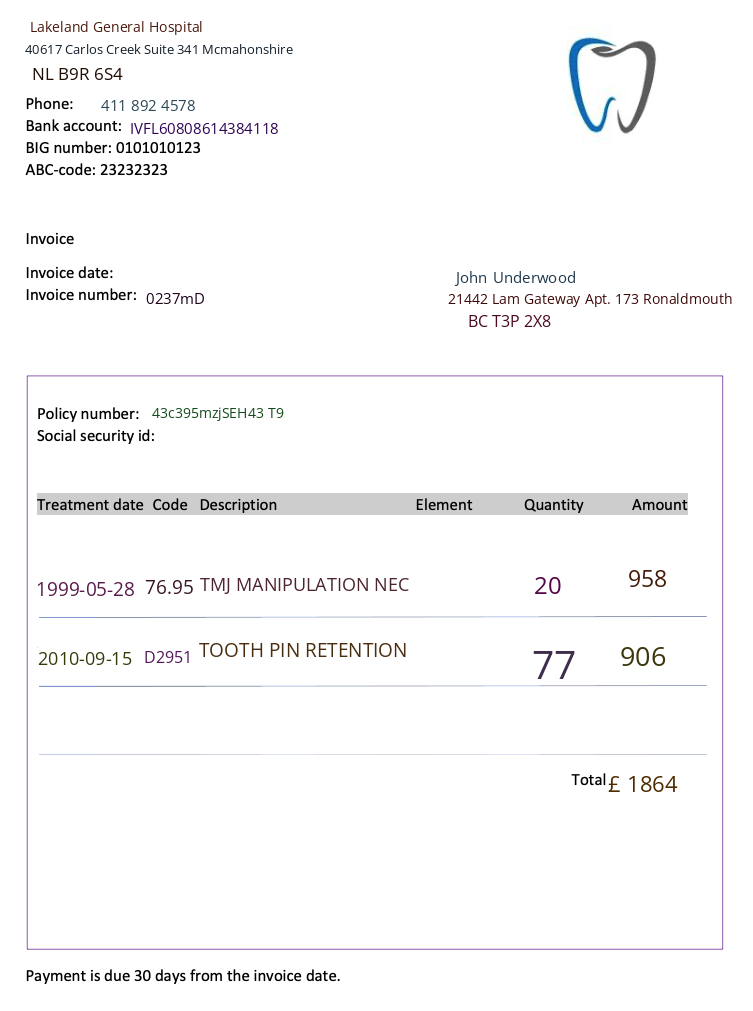 Lakeland General Hospital
40617 Carlos Creek Suite 341 Mcmahonshire
NL B9R 6S4
Phone: 411 892 4578
Bank account: IVFL60808614384118
BIG number: 0101010123
ABC-code: 23232323
Invoice
Invoice date:
Invoice number: 0237mD
John Underwood
21442 Lam Gateway Apt. 173 Ronaldmouth
BC T3P 2X8
Policy number: 43c395mzjSEH43 T9
Social security id:
Treatment date Code Description Element Quantity Amount
1999-05-28 76.95 TMJ MANIPULATION NEC 20 958
2010-09-15 D2951 TOOTH PIN RETENTION 77 906
Total £ 1864
Payment is due 30 days from the invoice date.